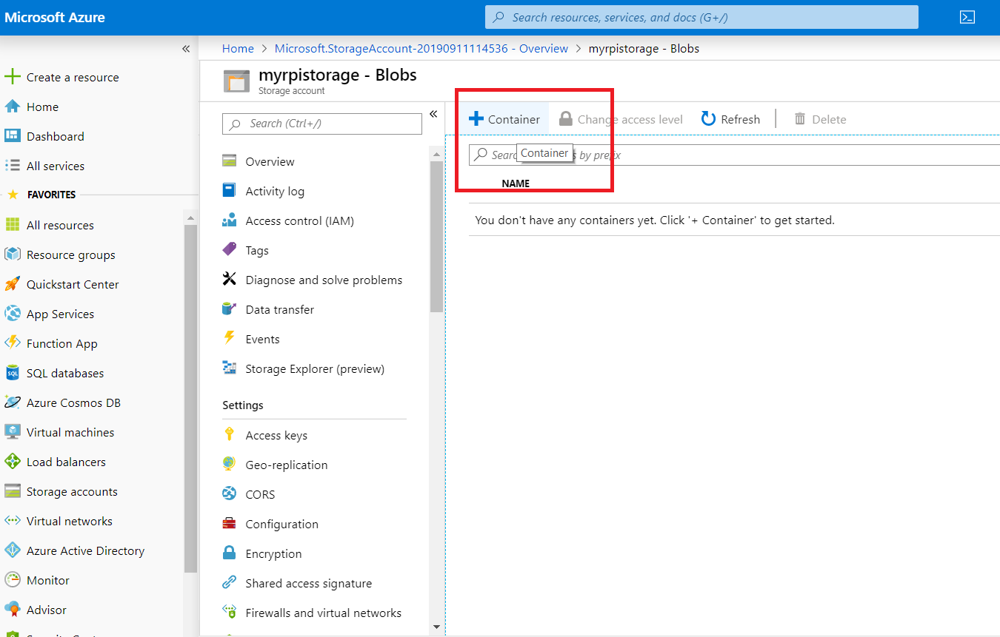 Microsoft Azure
Search resources, services, and docs (G+/)
Home > Microsoft.StorageAccount-20190911114536 - Overview > myrpistorage - Blobs
Create a resource
Home
Dashboard
All services
FAVORITES
All resources
Resource groups
Quickstart Center
App Services
Function App
SQL databases
Azure Cosmos DB
Virtual machines
Load balancers
Storage accounts
Virtual networks
Azure Active Directory
Monitor
Advisor
myrpistorage - Blobs
Storage account
Search (Ctrl+/)
Overview
Activity log
Access control (IAM)
Tags
Diagnose and solve problems
Data transfer
Events
Storage Explorer (preview)
Settings
Access keys
Geo-replication
CORS
Configuration
Encryption
Shared access signature
Firewalls and virtual networks
Container Change access level Refresh Delete
by prefix
Container
NAME
You don't have any containers yet. Click '+ Container' to get started.